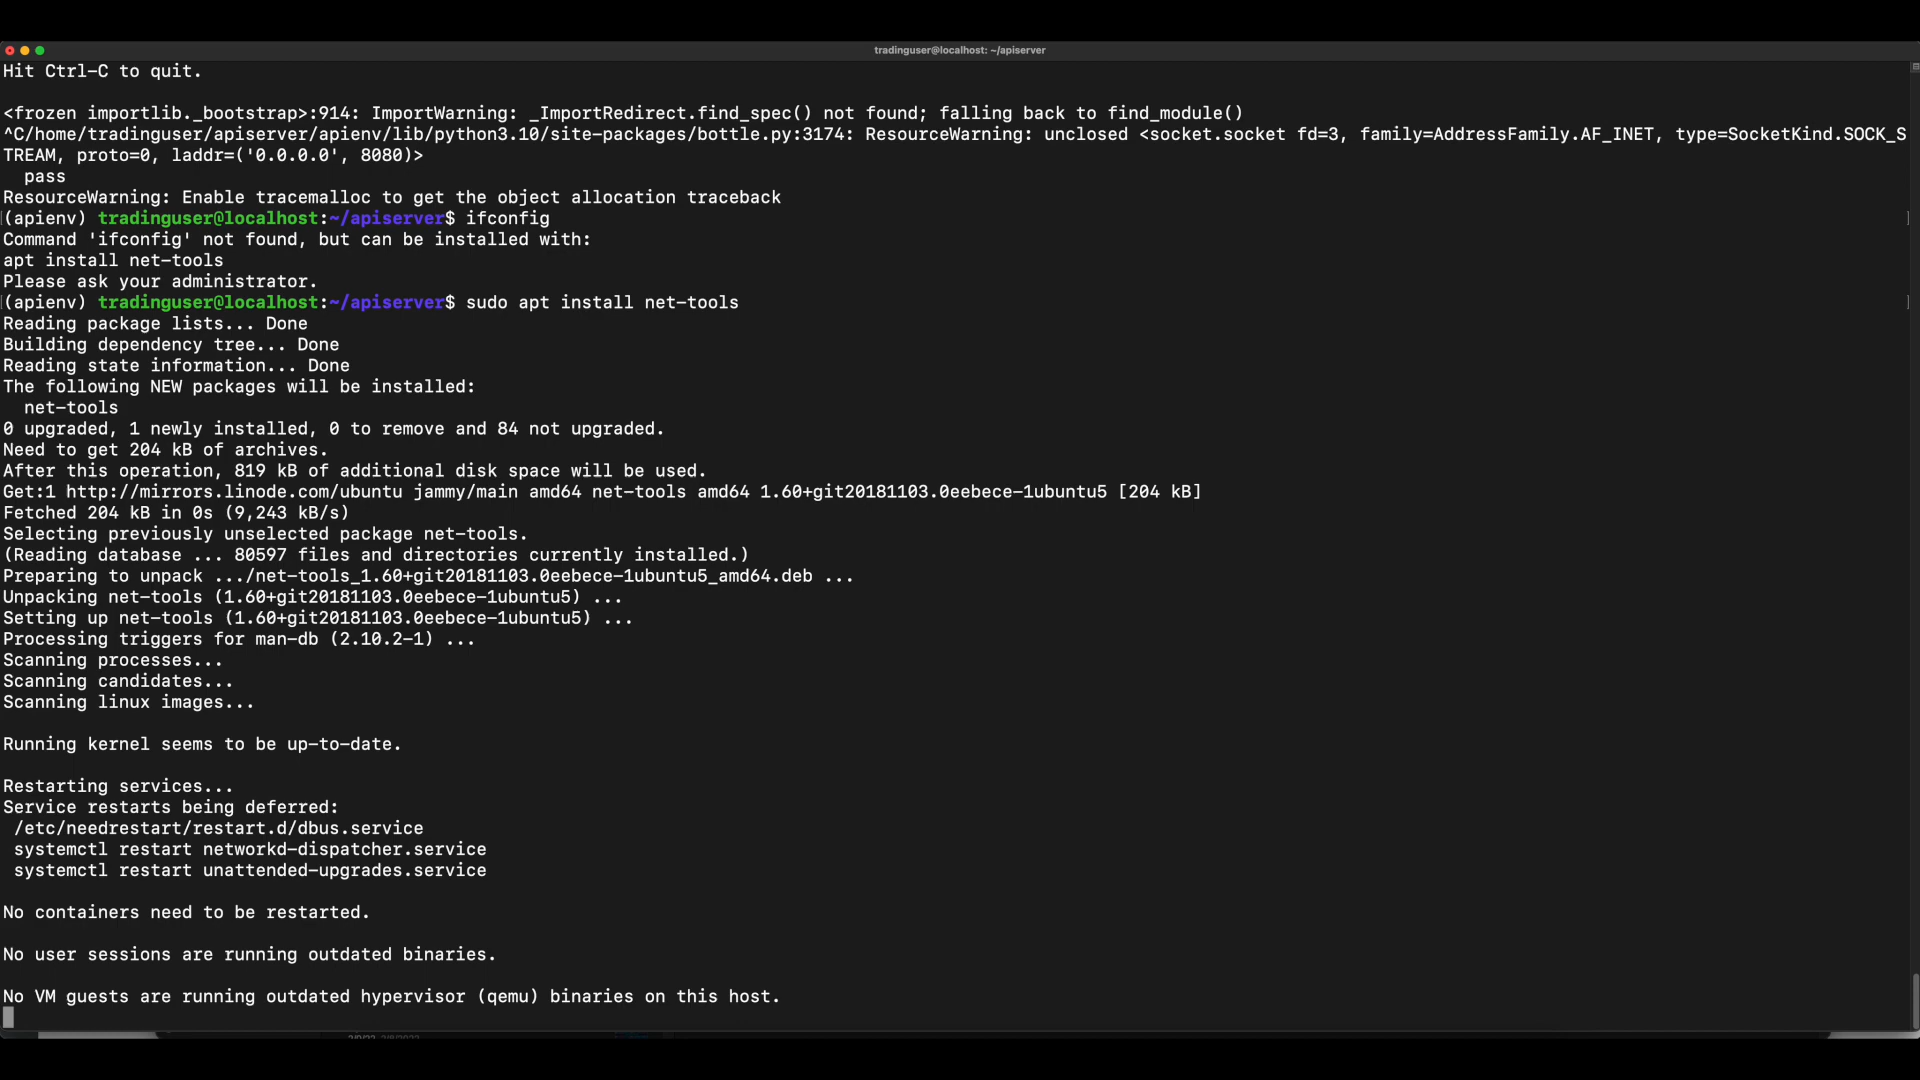 tradinguser@localhost: ~/apiserver
Hit Ctrl-C to quit.
<frozen importlib._bootstrap>:914: ImportWarning: _ImportRedirect.find_spec() not found; falling back to find_module()
^C/home/tradinguser/apiserver/apienv/lib/python3.10/site-packages/bottle.py:3174: ResourceWarning: unclosed <socket.socket fd=3, family=AddressFamily.AF_INET, type=SocketKind.SOCK_S
TREAM, proto=0, laddr=('0.0.0.0', 8080)>
  pass
ResourceWarning: Enable tracemalloc to get the object allocation traceback
(apienv) tradinguser@localhost:~/apiserver$ ifconfig
Command 'ifconfig' not found, but can be installed with:
apt install net-tools
Please ask your administrator.
(apienv) tradinguser@localhost:~/apiserver$ sudo apt install net-tools
Reading package lists... Done
Building dependency tree... Done
Reading state information... Done
The following NEW packages will be installed:
  net-tools
0 upgraded, 1 newly installed, 0 to remove and 84 not upgraded.
Need to get 204 kB of archives.
After this operation, 819 kB of additional disk space will be used.
Get:1 http://mirrors.linode.com/ubuntu jammy/main amd64 net-tools amd64 1.60+git20181103.0eebece-1ubuntu5 [204 kB]
Fetched 204 kB in 0s (9,243 kB/s)
Selecting previously unselected package net-tools.
(Reading database ... 80597 files and directories currently installed.)
Preparing to unpack .../net-tools_1.60+git20181103.0eebece-1ubuntu5_amd64.deb ...
Unpacking net-tools (1.60+git20181103.0eebece-1ubuntu5) ...
Setting up net-tools (1.60+git20181103.0eebece-1ubuntu5) ...
Processing triggers for man-db (2.10.2-1) ...
Scanning processes...
Scanning candidates...
Scanning linux images...
Running kernel seems to be up-to-date.
Restarting services...
Service restarts being deferred:
 /etc/needrestart/restart.d/dbus.service
 systemctl restart networkd-dispatcher.service
 systemctl restart unattended-upgrades.service
No containers need to be restarted.
No user sessions are running outdated binaries.
No VM guests are running outdated hypervisor (qemu) binaries on this host.